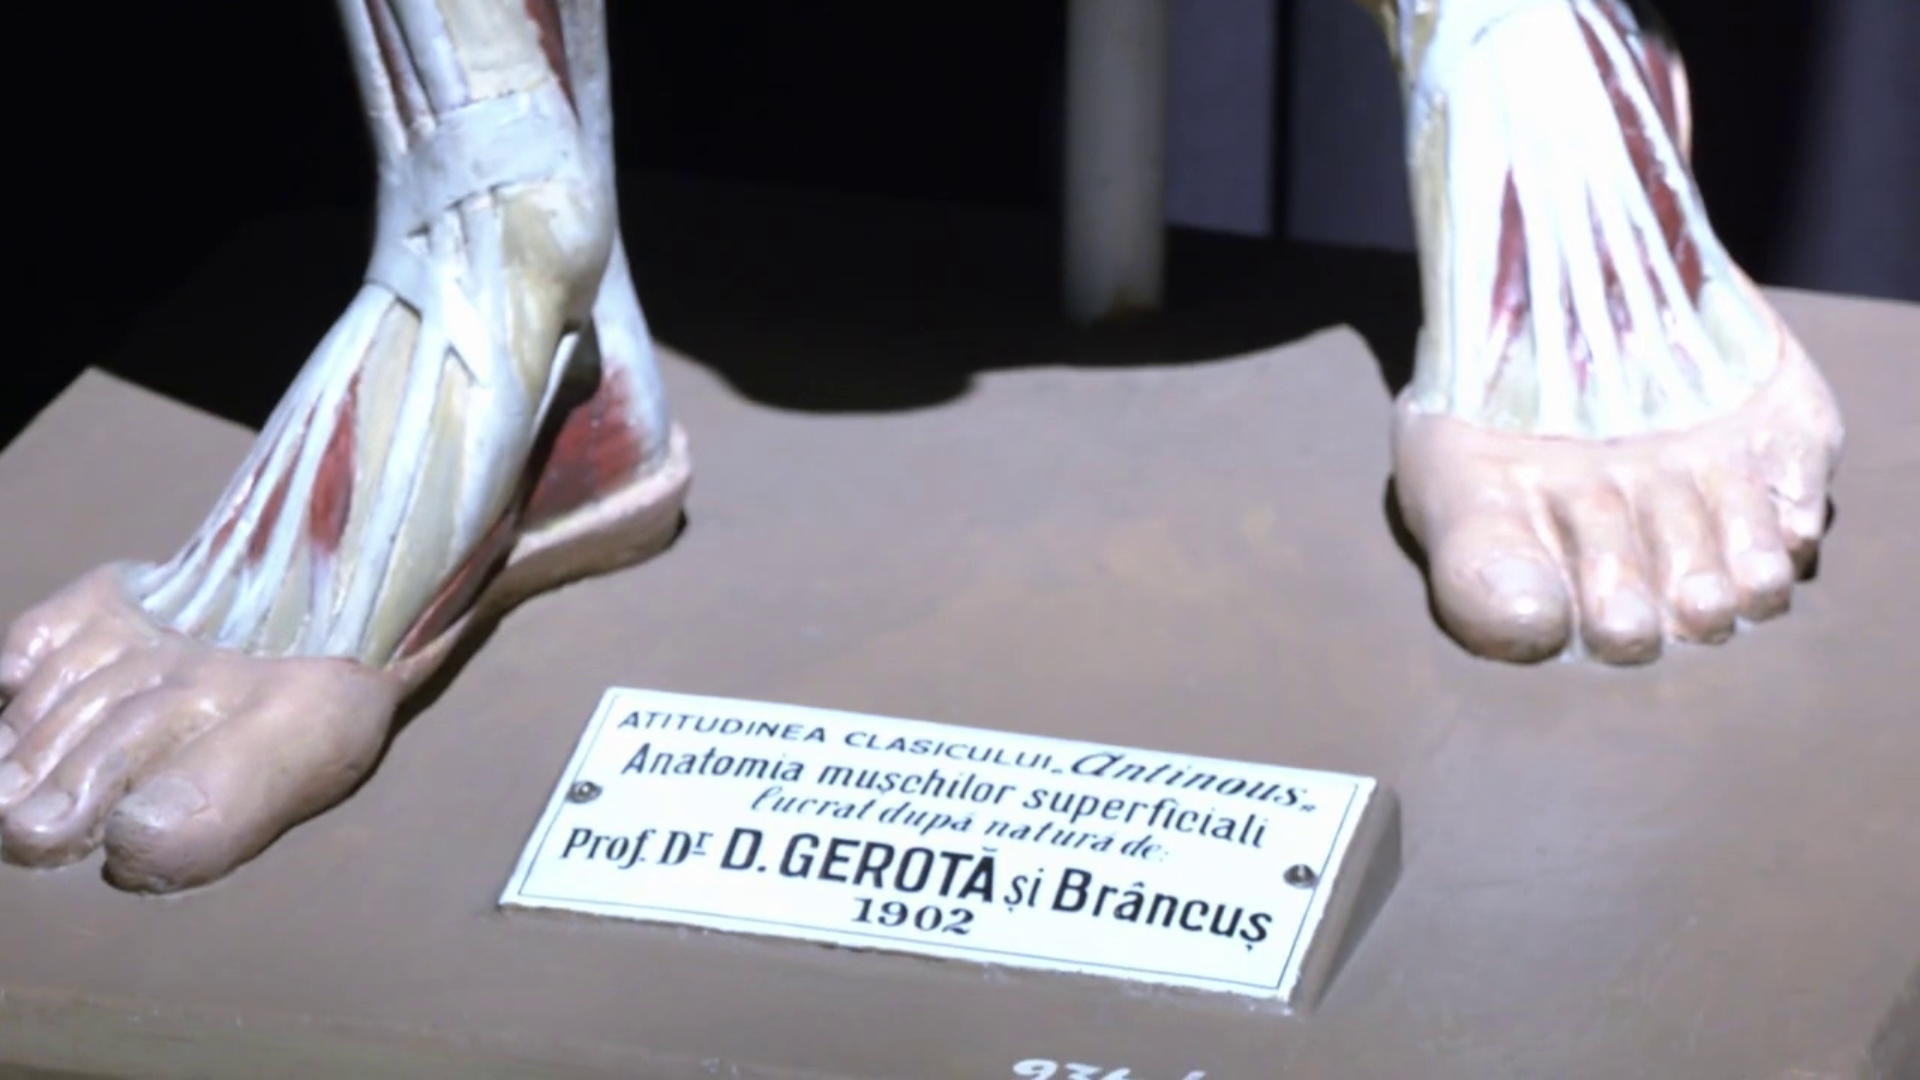 ATITUDINEA CLASICULUI „Antinous„
Anatomia mușchilor superficiali
lucrat după natură de:
Prof. Dr D. GEROTĂ și Brâncuș
1902